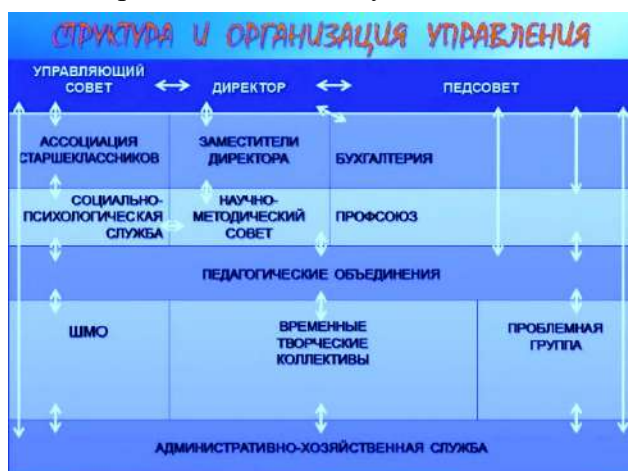 СТРУКТУРА И ОРГАНИЗАЦИЯ УПРАВЛЕНИЯ
УПРАВЛЯЮЩИЙ
СОВЕТ
ДИРЕКТОР
ПЕДСОВЕТ
АССОЦИАЦИЯ
СТАРШЕКЛАССНИКОВ
ЗАМЕСТИТЕЛИ
ДИРЕКТОРА
БУХГАЛТЕРИЯ
СОЦИАЛЬНО-
ПСИХОЛОГИЧЕСКАЯ
СЛУЖБА
НАУЧНО-
МЕТОДИЧЕСКИЙ
СОВЕТ
ПРОФСОЮЗ
ПЕДАГОГИЧЕСКИЕ ОБЪЕДИНЕНИЯ
ШМО
ВРЕМЕННЫЕ
ТВОРЧЕСКИЕ
КОЛЛЕКТИВЫ
ПРОБЛЕМНАЯ
ГРУППА
АДМИНИСТРАТИВНО-ХОЗЯЙСТВЕННАЯ СЛУЖБА